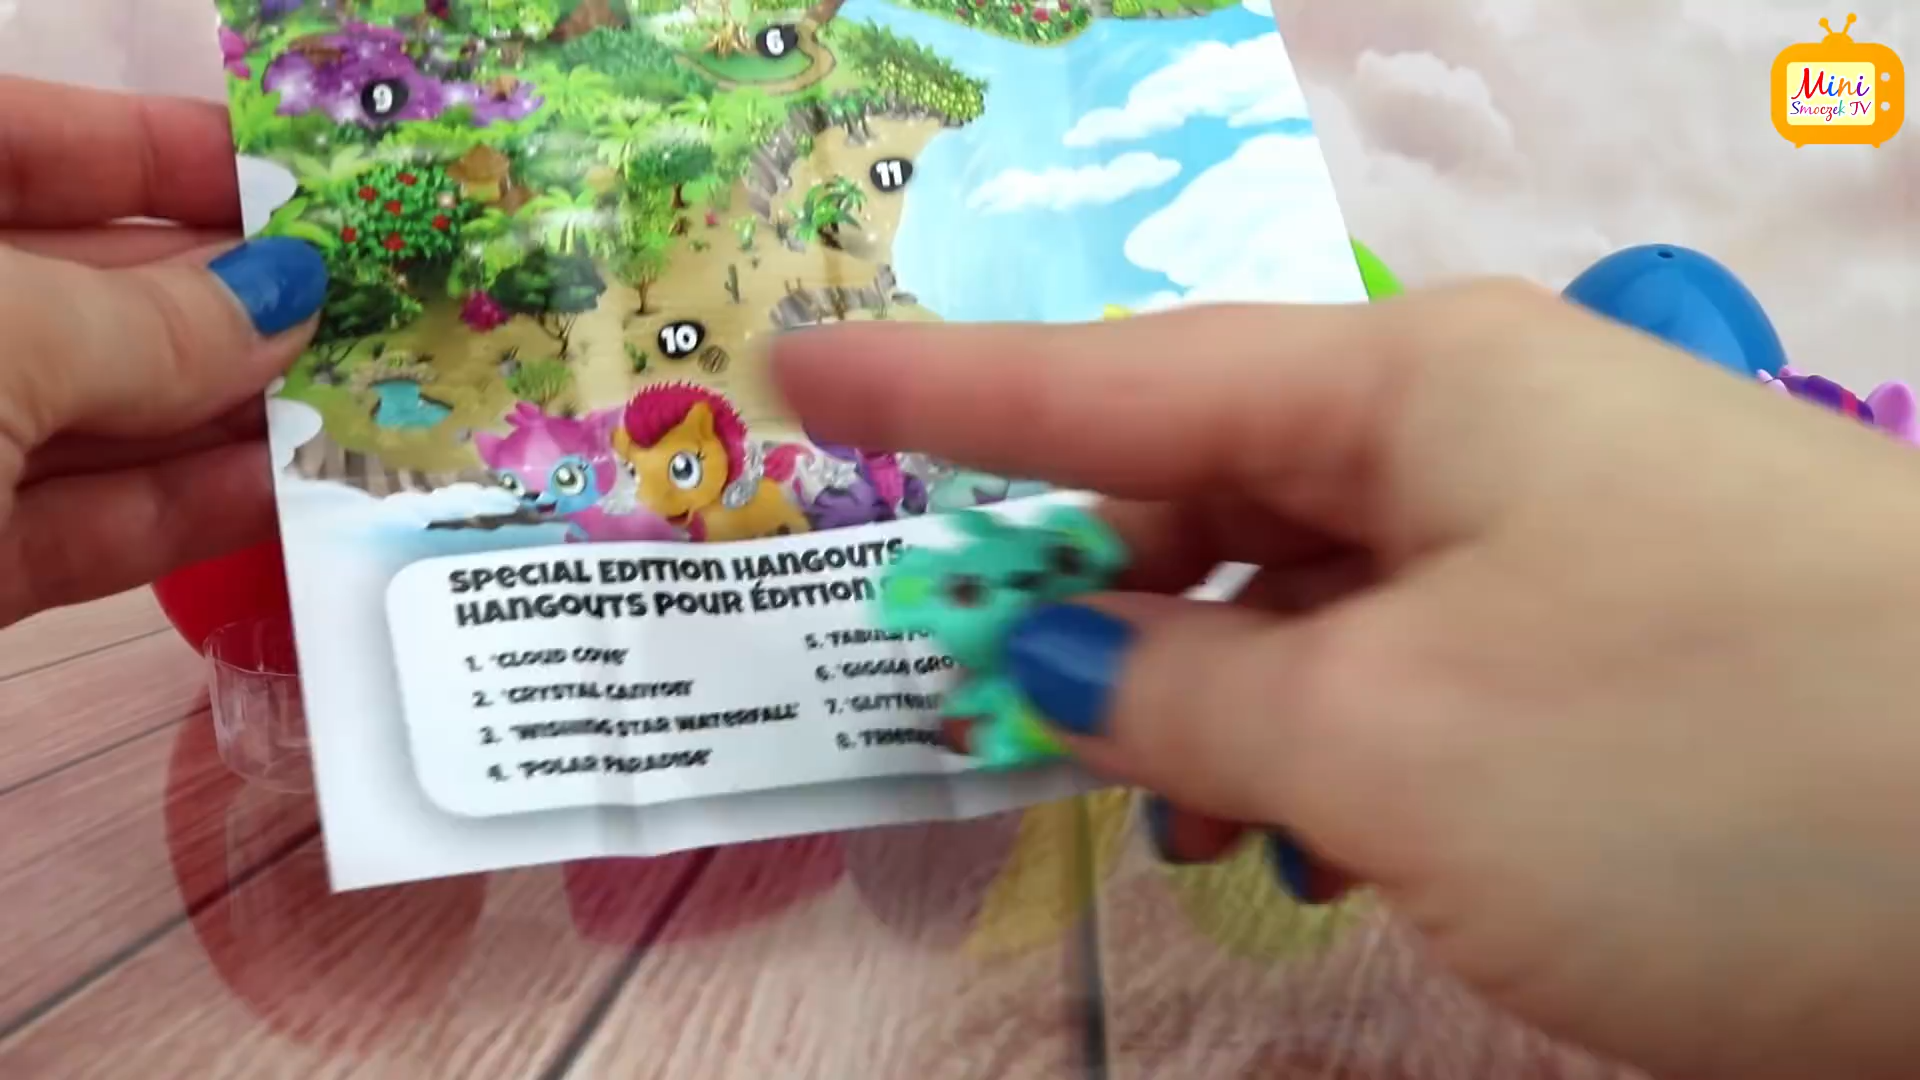 Mini
Smoczek TV
6
9
11
10
SPECIAL EDITION HANGOUTS
HANGOUTS POUR ÉDITION
1. "CLOUD COVE"
2. "CRYSTAL CANYON"
3. "WISHING STAR WATERFALL"
4. "POLAR PARADISE"
5.
6. "GIGGLE
7.
8.